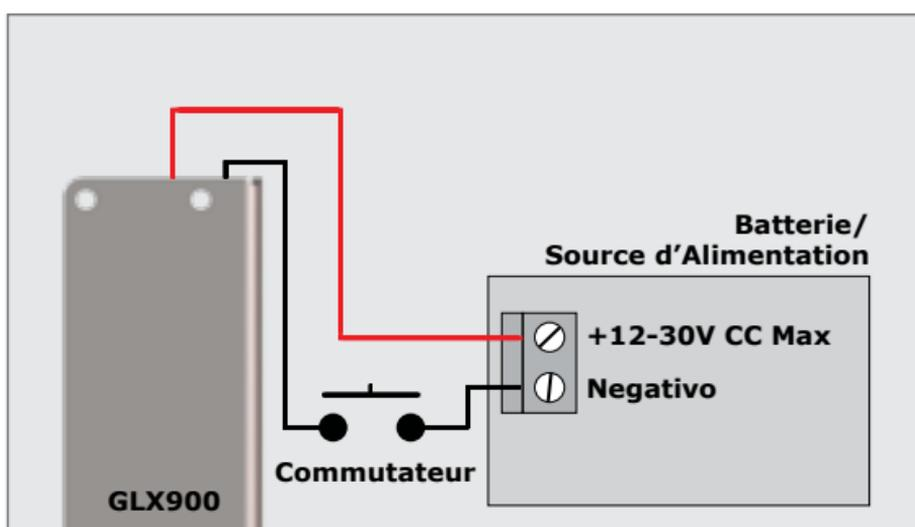 Batterie/
Source d’Alimentation
+12-30V CC Max
Negativo
Commutateur
GLX900